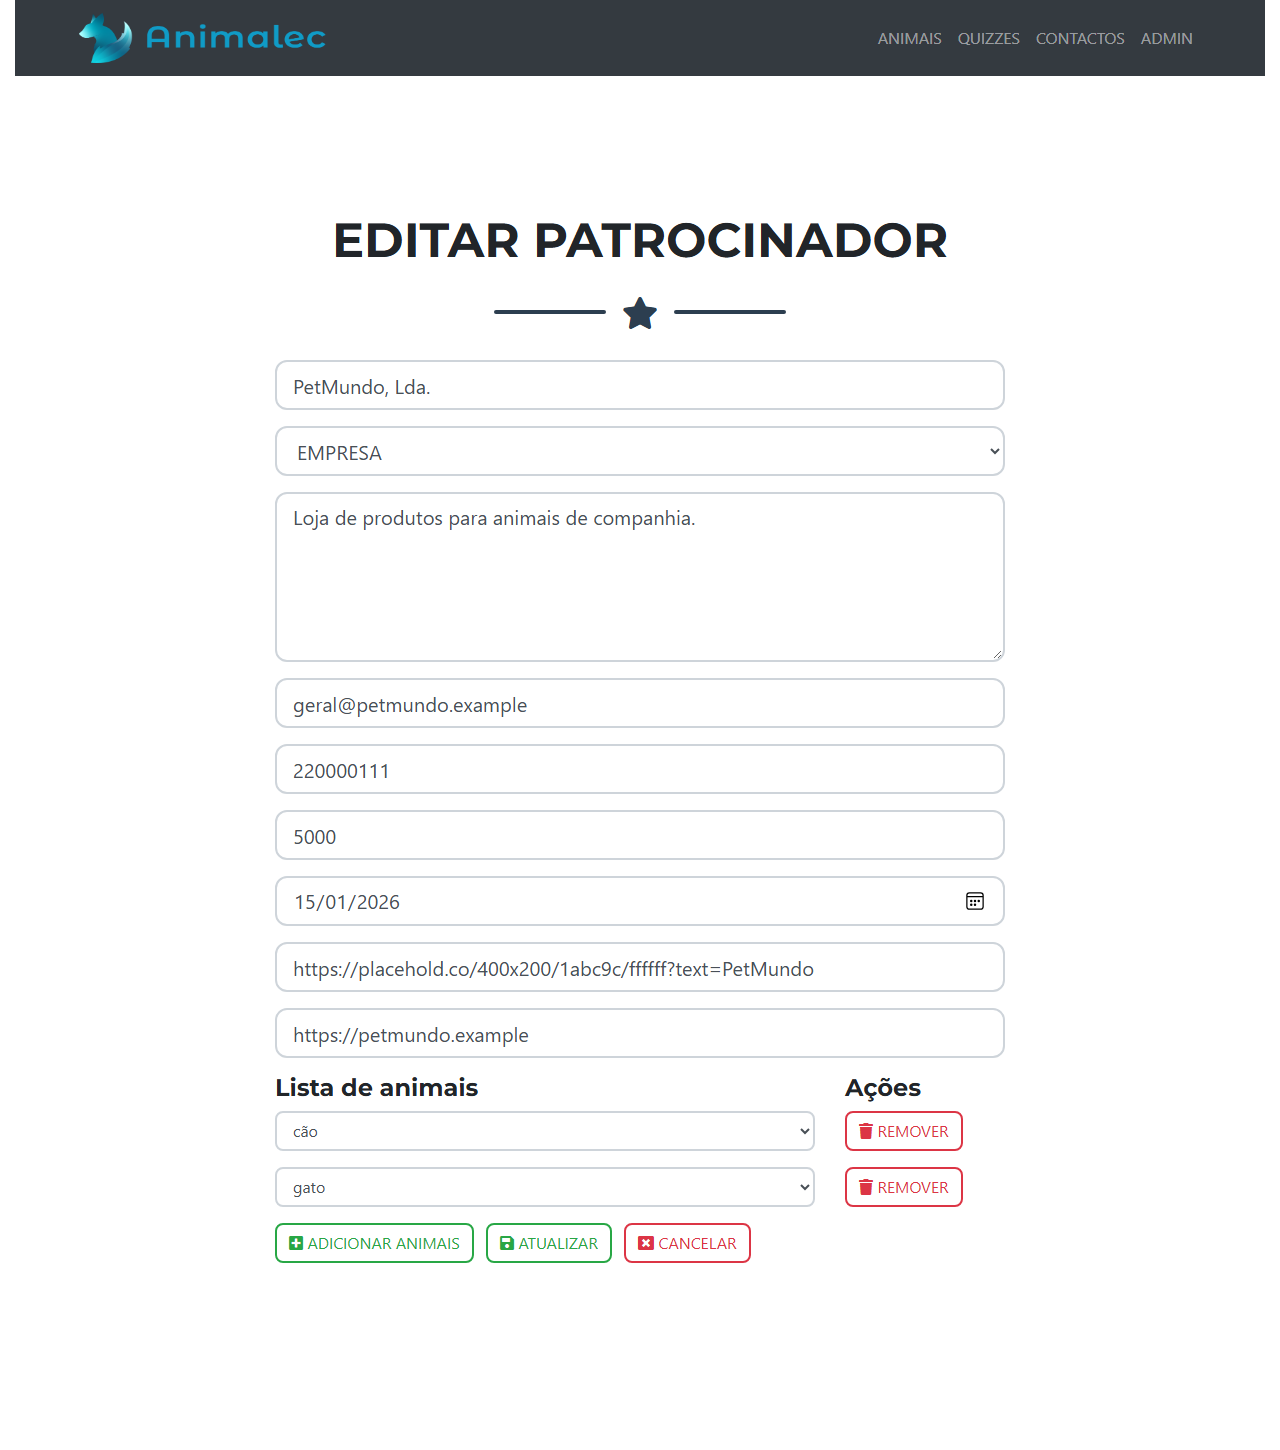 Animalec
ANIMAIS QUIZZES CONTACTOS ADMIN
EDITAR PATROCINADOR
PetMundo, Lda.
EMPRESA
Loja de produtos para animais de companhia.
geral@petmundo.example
220000111
5000
15/01/2026
https://placehold.co/400x200/1abc9c/ffffff?text=PetMundo
https://petmundo.example
Lista de animais Ações
cão REMOVER
gato REMOVER
ADICIONAR ANIMAIS ATUALIZAR CANCELAR